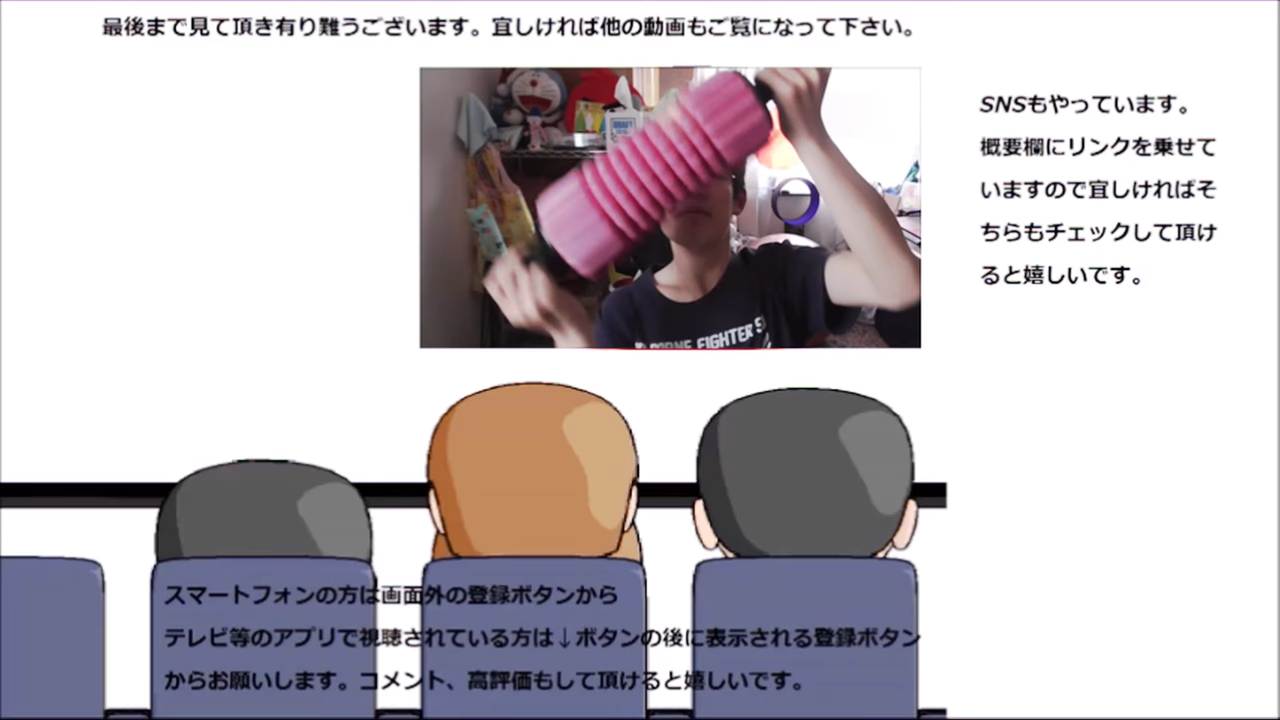 最後まで見て頂き有り難うございます。宜しければ他の動画もご覧になって下さい。
SNSもやっています。
概要欄にリンクを乗せて
いますので宜しければそ
ちらもチェックして頂け
ると嬉しいです。
FIGHTER
スマートフォンの方は画面外の登録ボタンから
テレビ等のアプリで視聴されている方は↓ボタンの後に表示される登録ボタン
からお願いします。コメント、高評価もして頂けると嬉しいです。